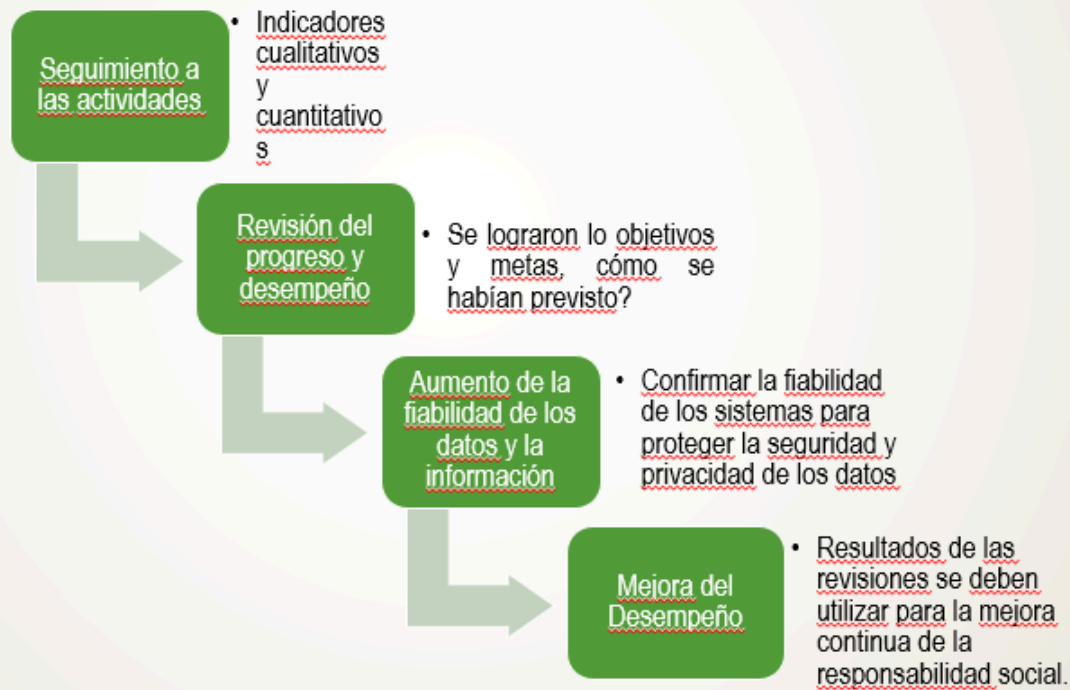 Seguimiento a
las actividades
• Indicadores
cualitativos
y
cuantitativo
s
Revisión del
progreso y
desempeño
• Se lograron lo objetivos
y metas, cómo se
habían previsto?
Aumento de la
fiabilidad de los
datos y la
información
• Confirmar la fiabilidad
de los sistemas para
proteger la seguridad y
privacidad de los datos
Mejora del
Desempeño
• Resultados de las
revisiones se deben
utilizar para la mejora
continua de la
responsabilidad social.